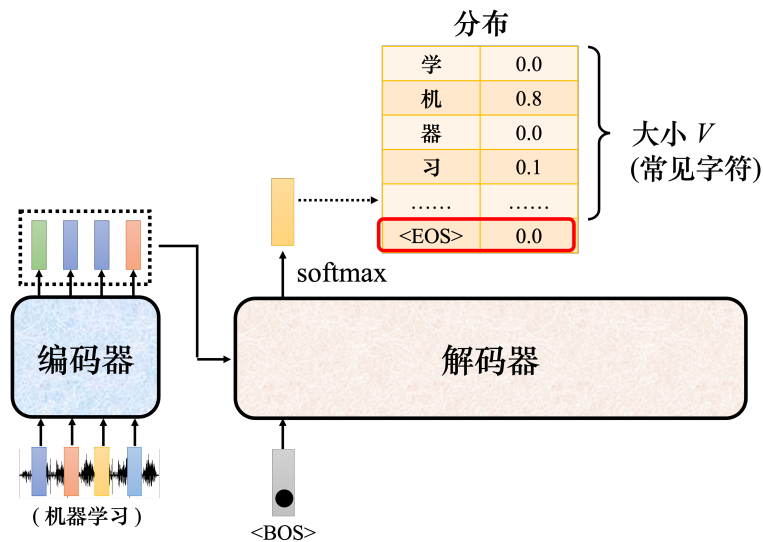 分布
学 0.0
机 0.8
器 0.0
习 0.1
…… ……
<EOS> 0.0
大小 V
(常见字符)
softmax
编码器
解码器
(机器学习)
<BOS>